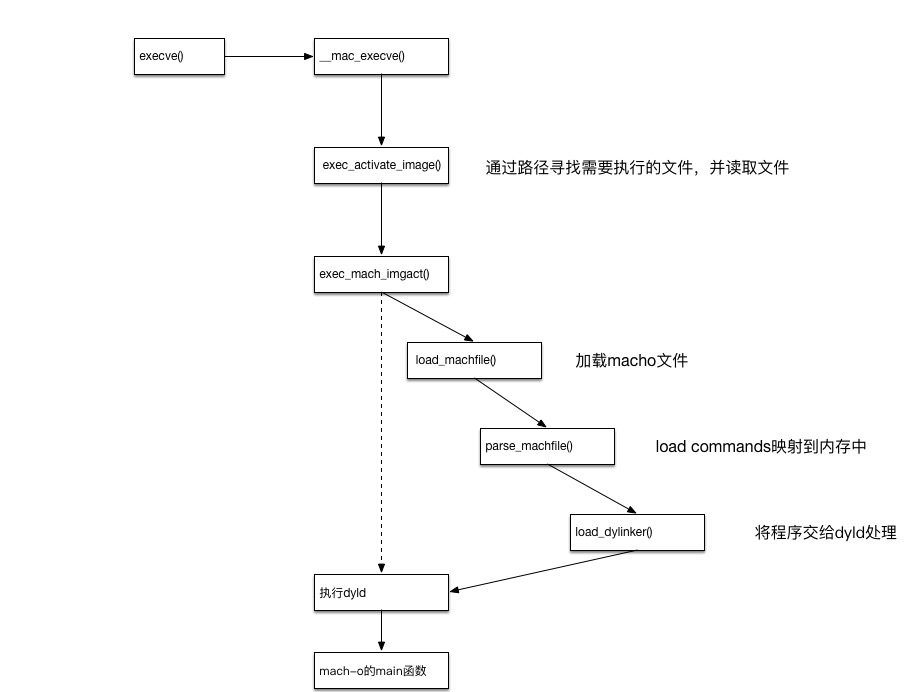 execve()
__mac_execve()
exec_activate_image()
通过路径寻找需要执行的文件，并读取文件
exec_mach_imgact()
load_machfile()
加载macho文件
parse_machfile()
load commands映射到内存中
load_dylinker()
将程序交给dyld处理
执行dyld
mach-o的main函数